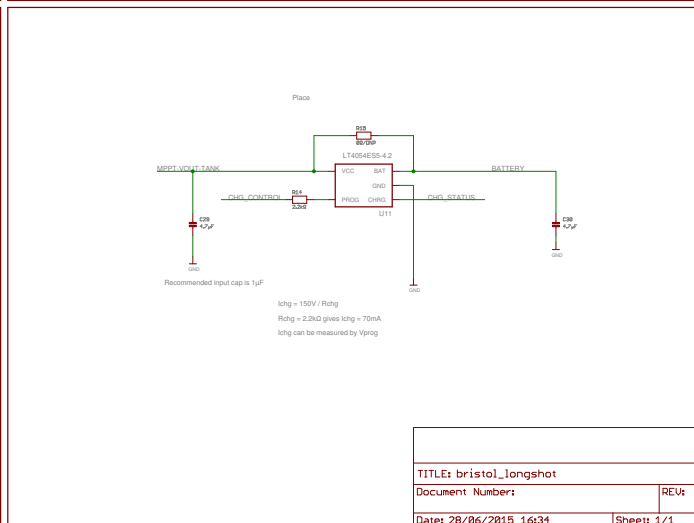 Place
R15
0R/DNP
LT4054ES5-4.2
MPPT-VOUT-TANK
VCC BAT
BATTERY
GND
CHG_CONTROL
R14
2.2kΩ
PROG CHRG
CHG_STATUS
U11
C29
4.7µF
C30
4.7µF
GND
GND
GND
Recommended input cap is 1µF
Ichg = 150V / Rchg
Rchg = 2.2kΩ gives Ichg = 70mA
Ichg can be measured by Vprog
TITLE: bristol_longshot
Document Number:
REV:
Date: 28/06/2015 16:34
Sheet: 1/1